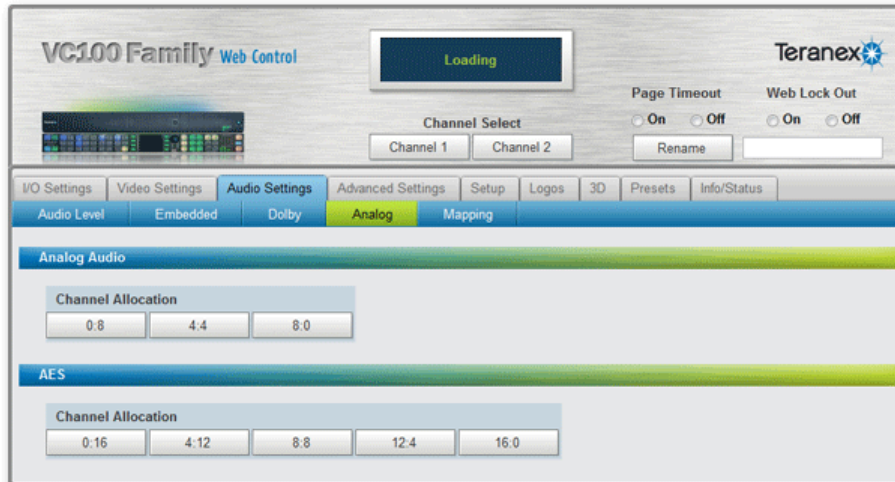 VC100 Family Web Control
Loading
Teranex
Page Timeout Web Lock Out
On Off On Off
Channel Select
Channel 1 Channel 2 Rename
I/O Settings Video Settings Audio Settings Advanced Settings Setup Logos 3D Presets Info/Status
Audio Level Embedded Dolby Analog Mapping
Analog Audio
Channel Allocation
0:8 4:4 8:0
AES
Channel Allocation
0:16 4:12 8:8 12:4 16:0